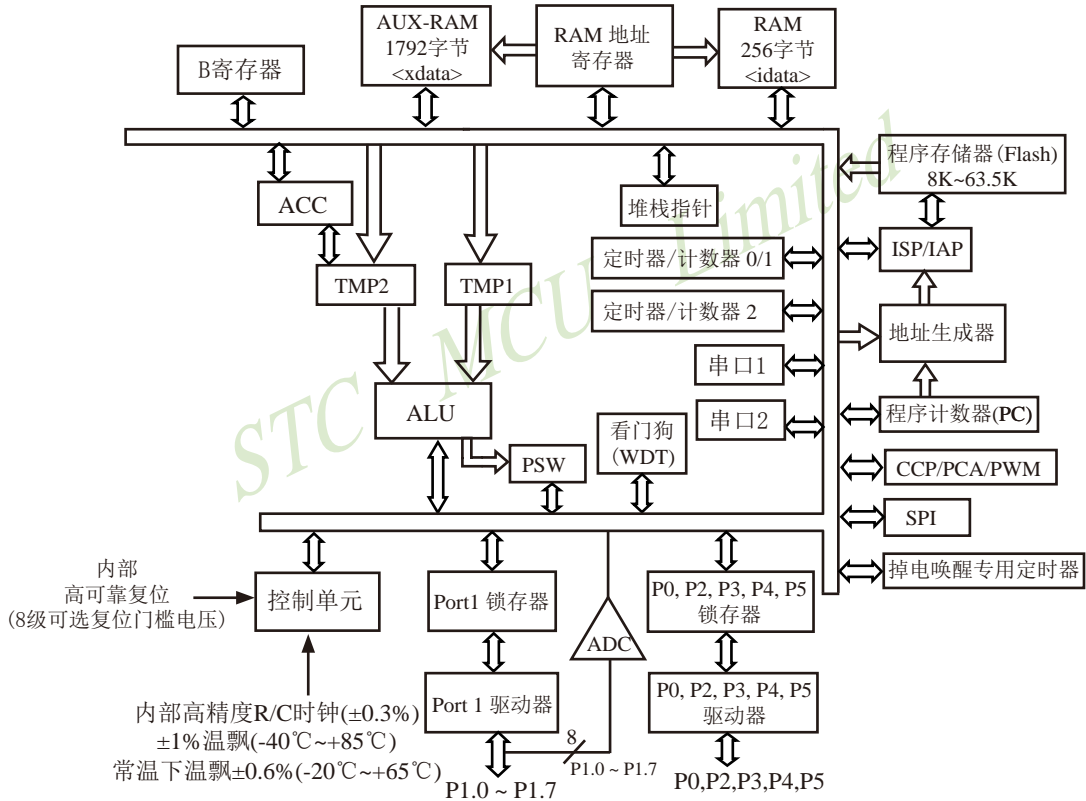 AUX-RAM
1792字节
<xdata>
RAM 地址
寄存器
RAM
256字节
<idata>
B寄存器
程序存储器(Flash)
8K~63.5K
ACC
堆栈指针
ISP/IAP
定时器/计数器 0/1
TMP2
TMP1
定时器/计数器 2
地址生成器
串口1
ALU
串口2
程序计数器(PC)
看门狗
(WDT)
PSW
CCP/PCA/PWM
SPI
掉电唤醒专用定时器
内部
高可靠复位
(8级可选复位门槛电压)
控制单元
Port1 锁存器
ADC
P0, P2, P3, P4, P5
锁存器
Port 1 驱动器
P0, P2, P3, P4, P5
驱动器
内部高精度R/C时钟(±0.3%)
±1%温飘(-40℃~+85℃)
常温下温飘±0.6%(-20℃~+65℃)
8
P1.0 ~ P1.7
P1.0 ~ P1.7
P0,P2,P3,P4,P5
STC MCU Limited